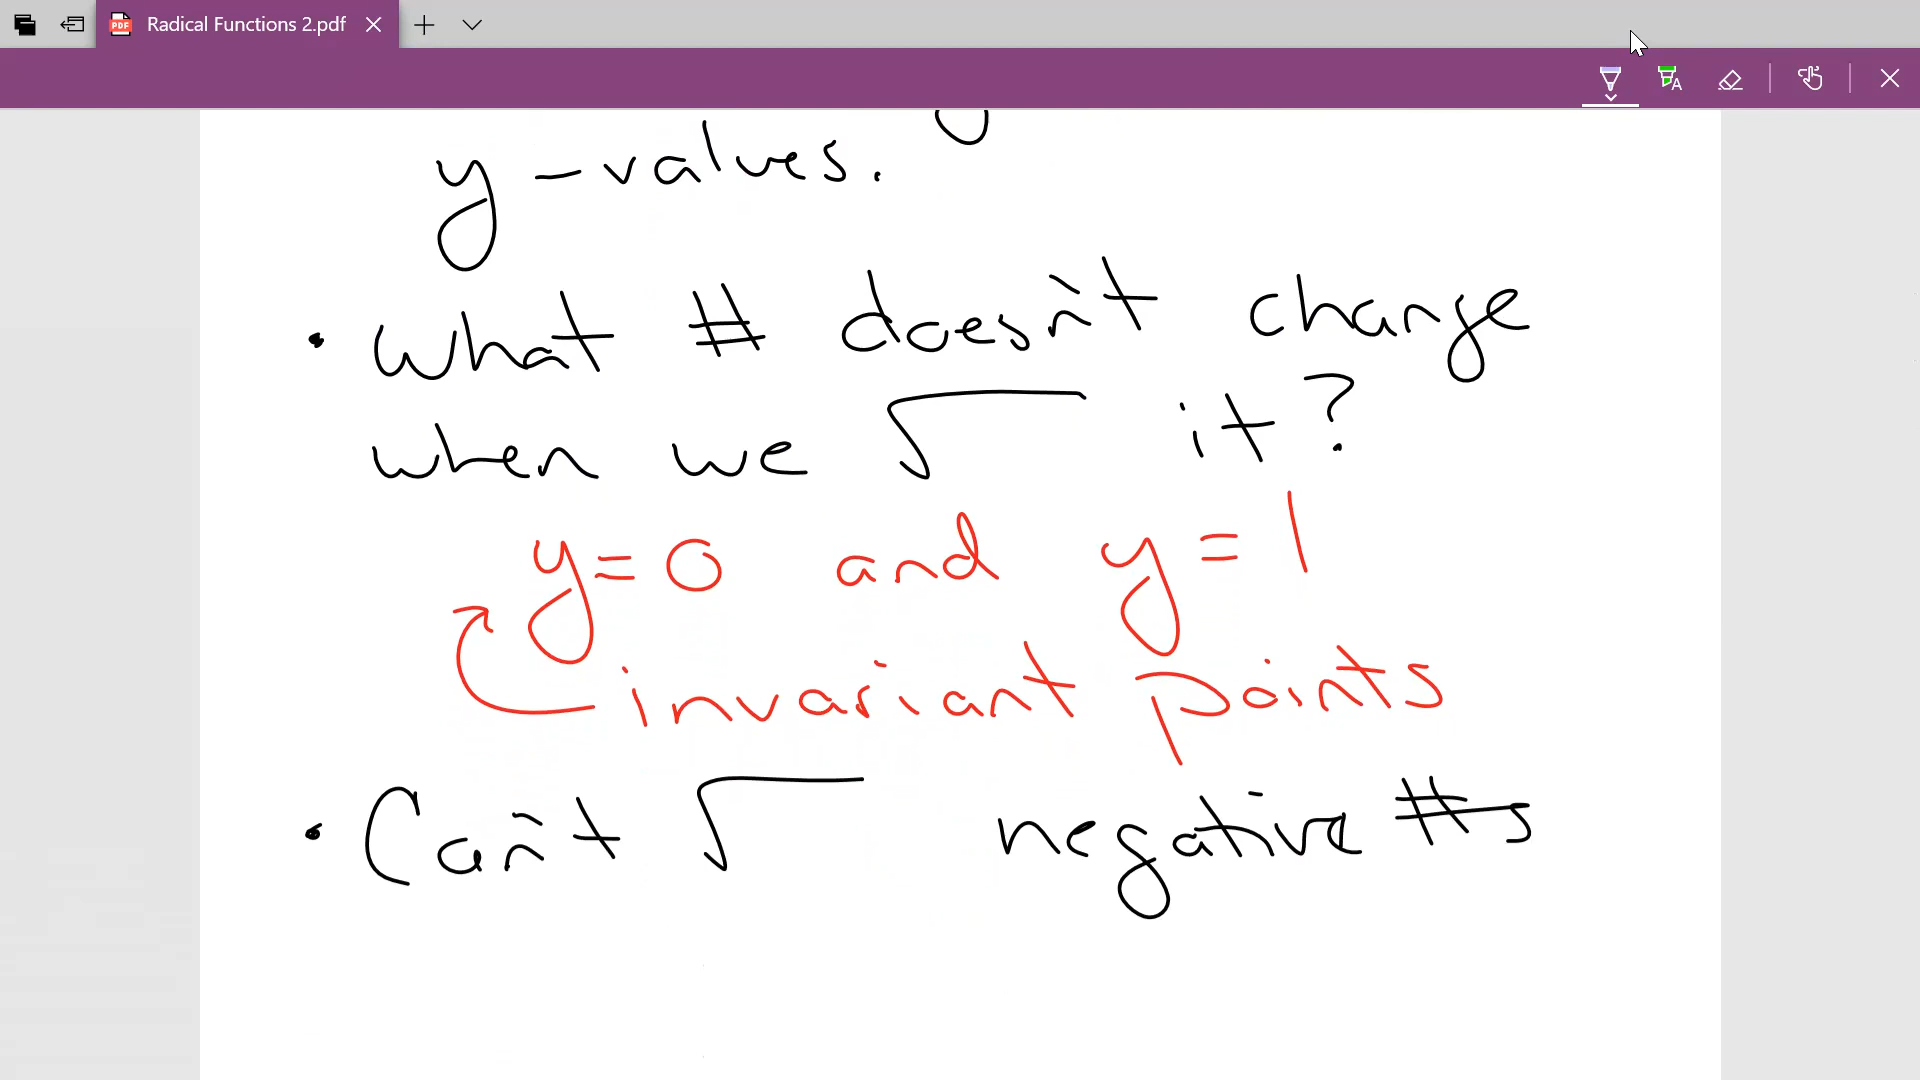 Radical Functions 2.pdf
y-values.
• What # doesn't change
when we √ it?
y=0 and y=1
invariant points
• Can't √ negative #s